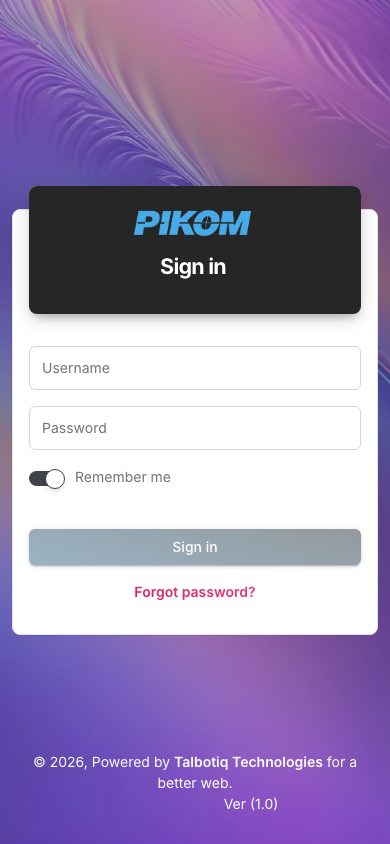 PIKOM
Sign in
Username
Password
Remember me
Sign in
Forgot password?
© 2026, Powered by Talbotiq Technologies for a
better web.
Ver (1.0)